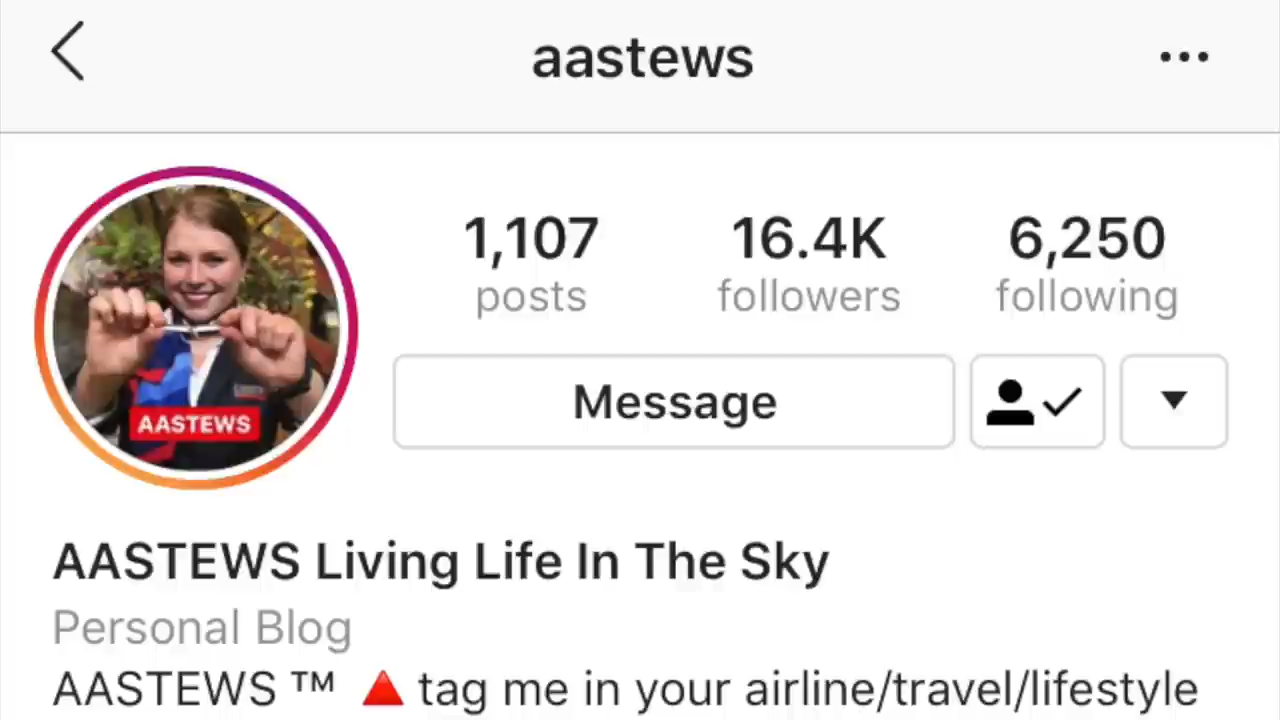 aastews
1,107 16.4K 6,250
posts followers following
Message
AASTEWS
AASTEWS Living Life In The Sky
Personal Blog
AASTEWS ™ 🔺 tag me in your airline/travel/lifestyle